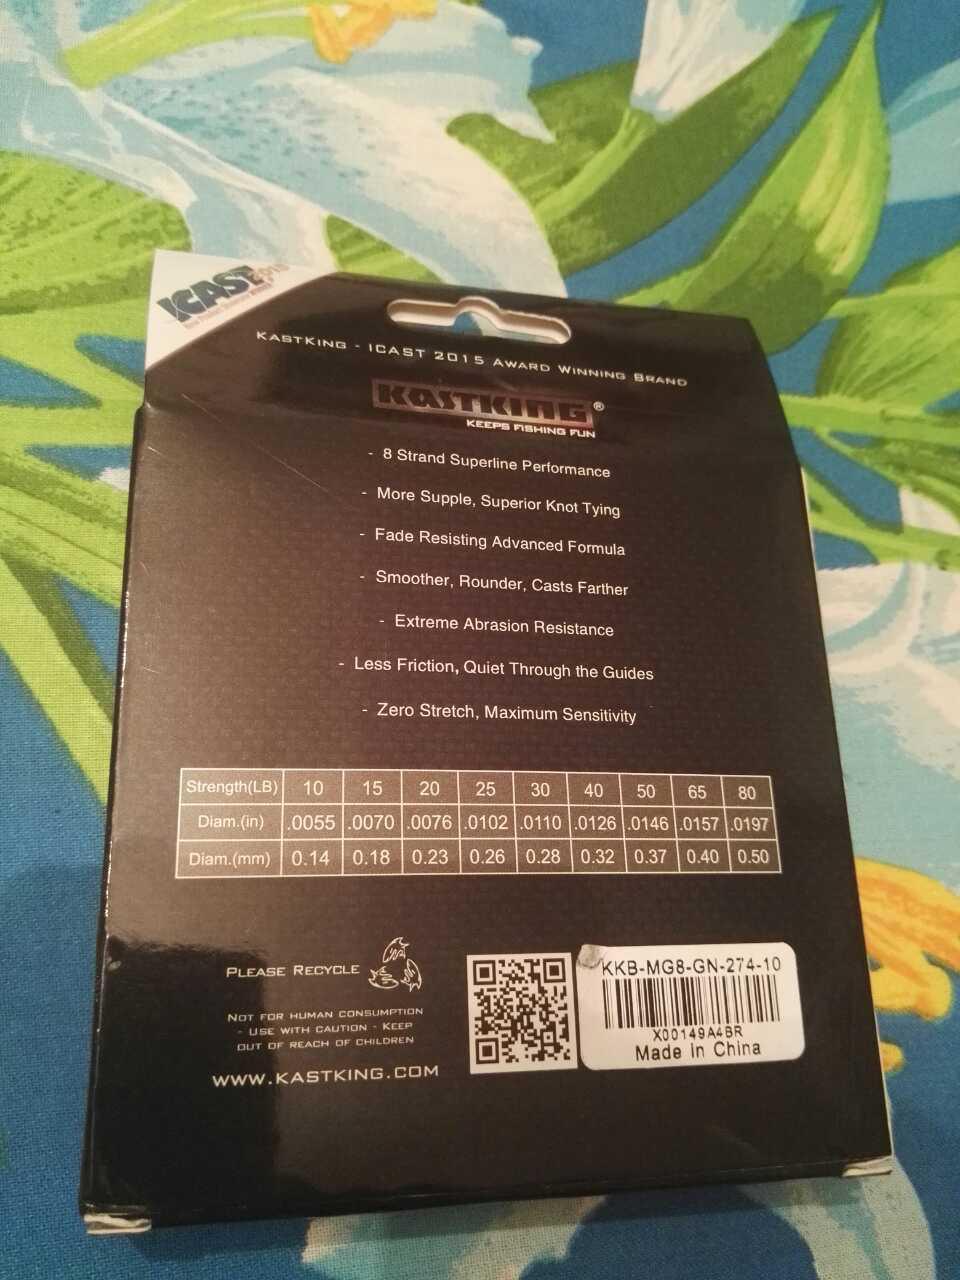 ICAST 2015
KASTKING - ICAST 2015 AWARD WINNING BRAND
KASTKING®
KEEPS FISHING FUN
- 8 Strand Superline Performance
- More Supple, Superior Knot Tying
- Fade Resisting Advanced Formula
- Smoother, Rounder, Casts Farther
- Extreme Abrasion Resistance
- Less Friction, Quiet Through the Guides
- Zero Stretch, Maximum Sensitivity
Strength(LB) 10 15 20 25 30 40 50 65 80
Diam.(in) .0055 .0070 .0076 .0102 .0110 .0126 .0146 .0157 .0197
Diam.(mm) 0.14 0.18 0.23 0.26 0.28 0.32 0.37 0.40 0.50
PLEASE RECYCLE
NOT FOR HUMAN CONSUMPTION
- USE WITH CAUTION - KEEP
OUT OF REACH OF CHILDREN
WWW.KASTKING.COM
KKB-MG8-GN-274-10
X00149A4BR
Made in China